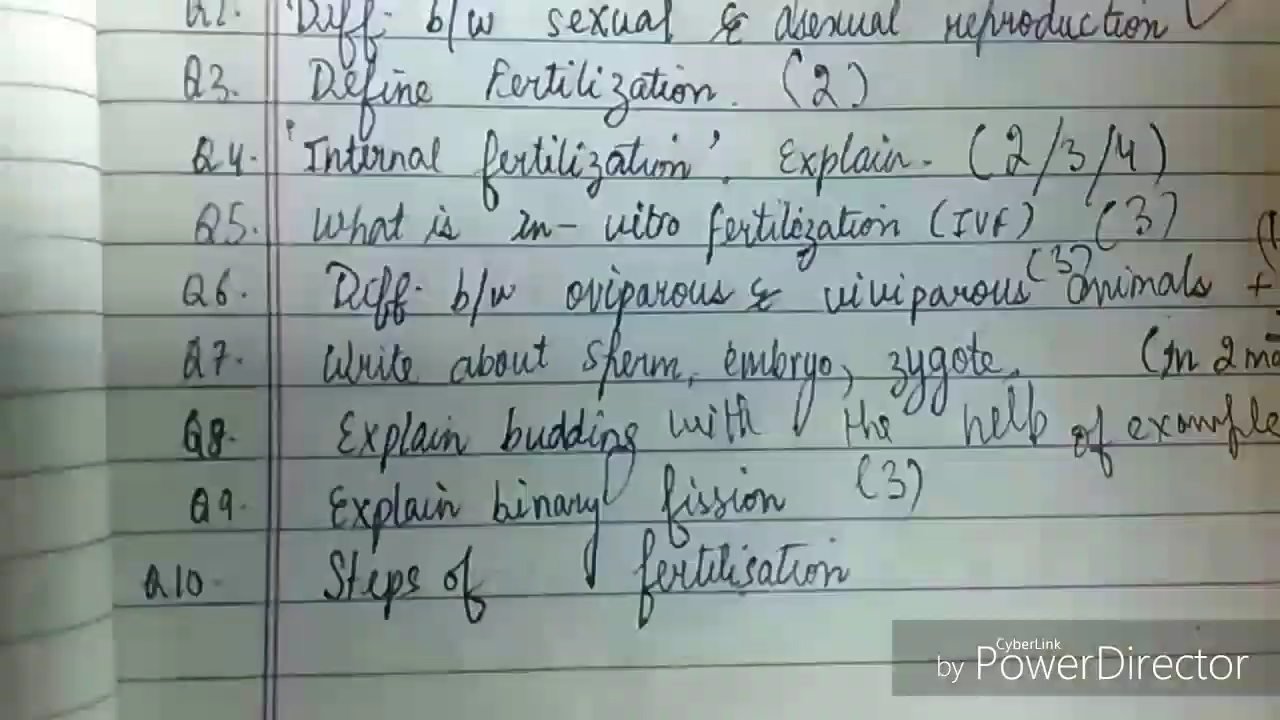 Q2. Diff. b/w sexual & asexual reproduction
Q3. Define Fertilization. (2)
Q4. 'Internal fertilization'. Explain. (2/3/4)
Q5. What is In-vitro fertilization (IVF) (3)
Q6. Diff. b/w oviparous & viviparous (3) animals +
Q7. Write about sperm, embryo, zygote. (In 2
Q8. Explain budding with the help of example
Q9. Explain binary fission (3)
Q10. Steps of fertilisation
CyberLink
by PowerDirector